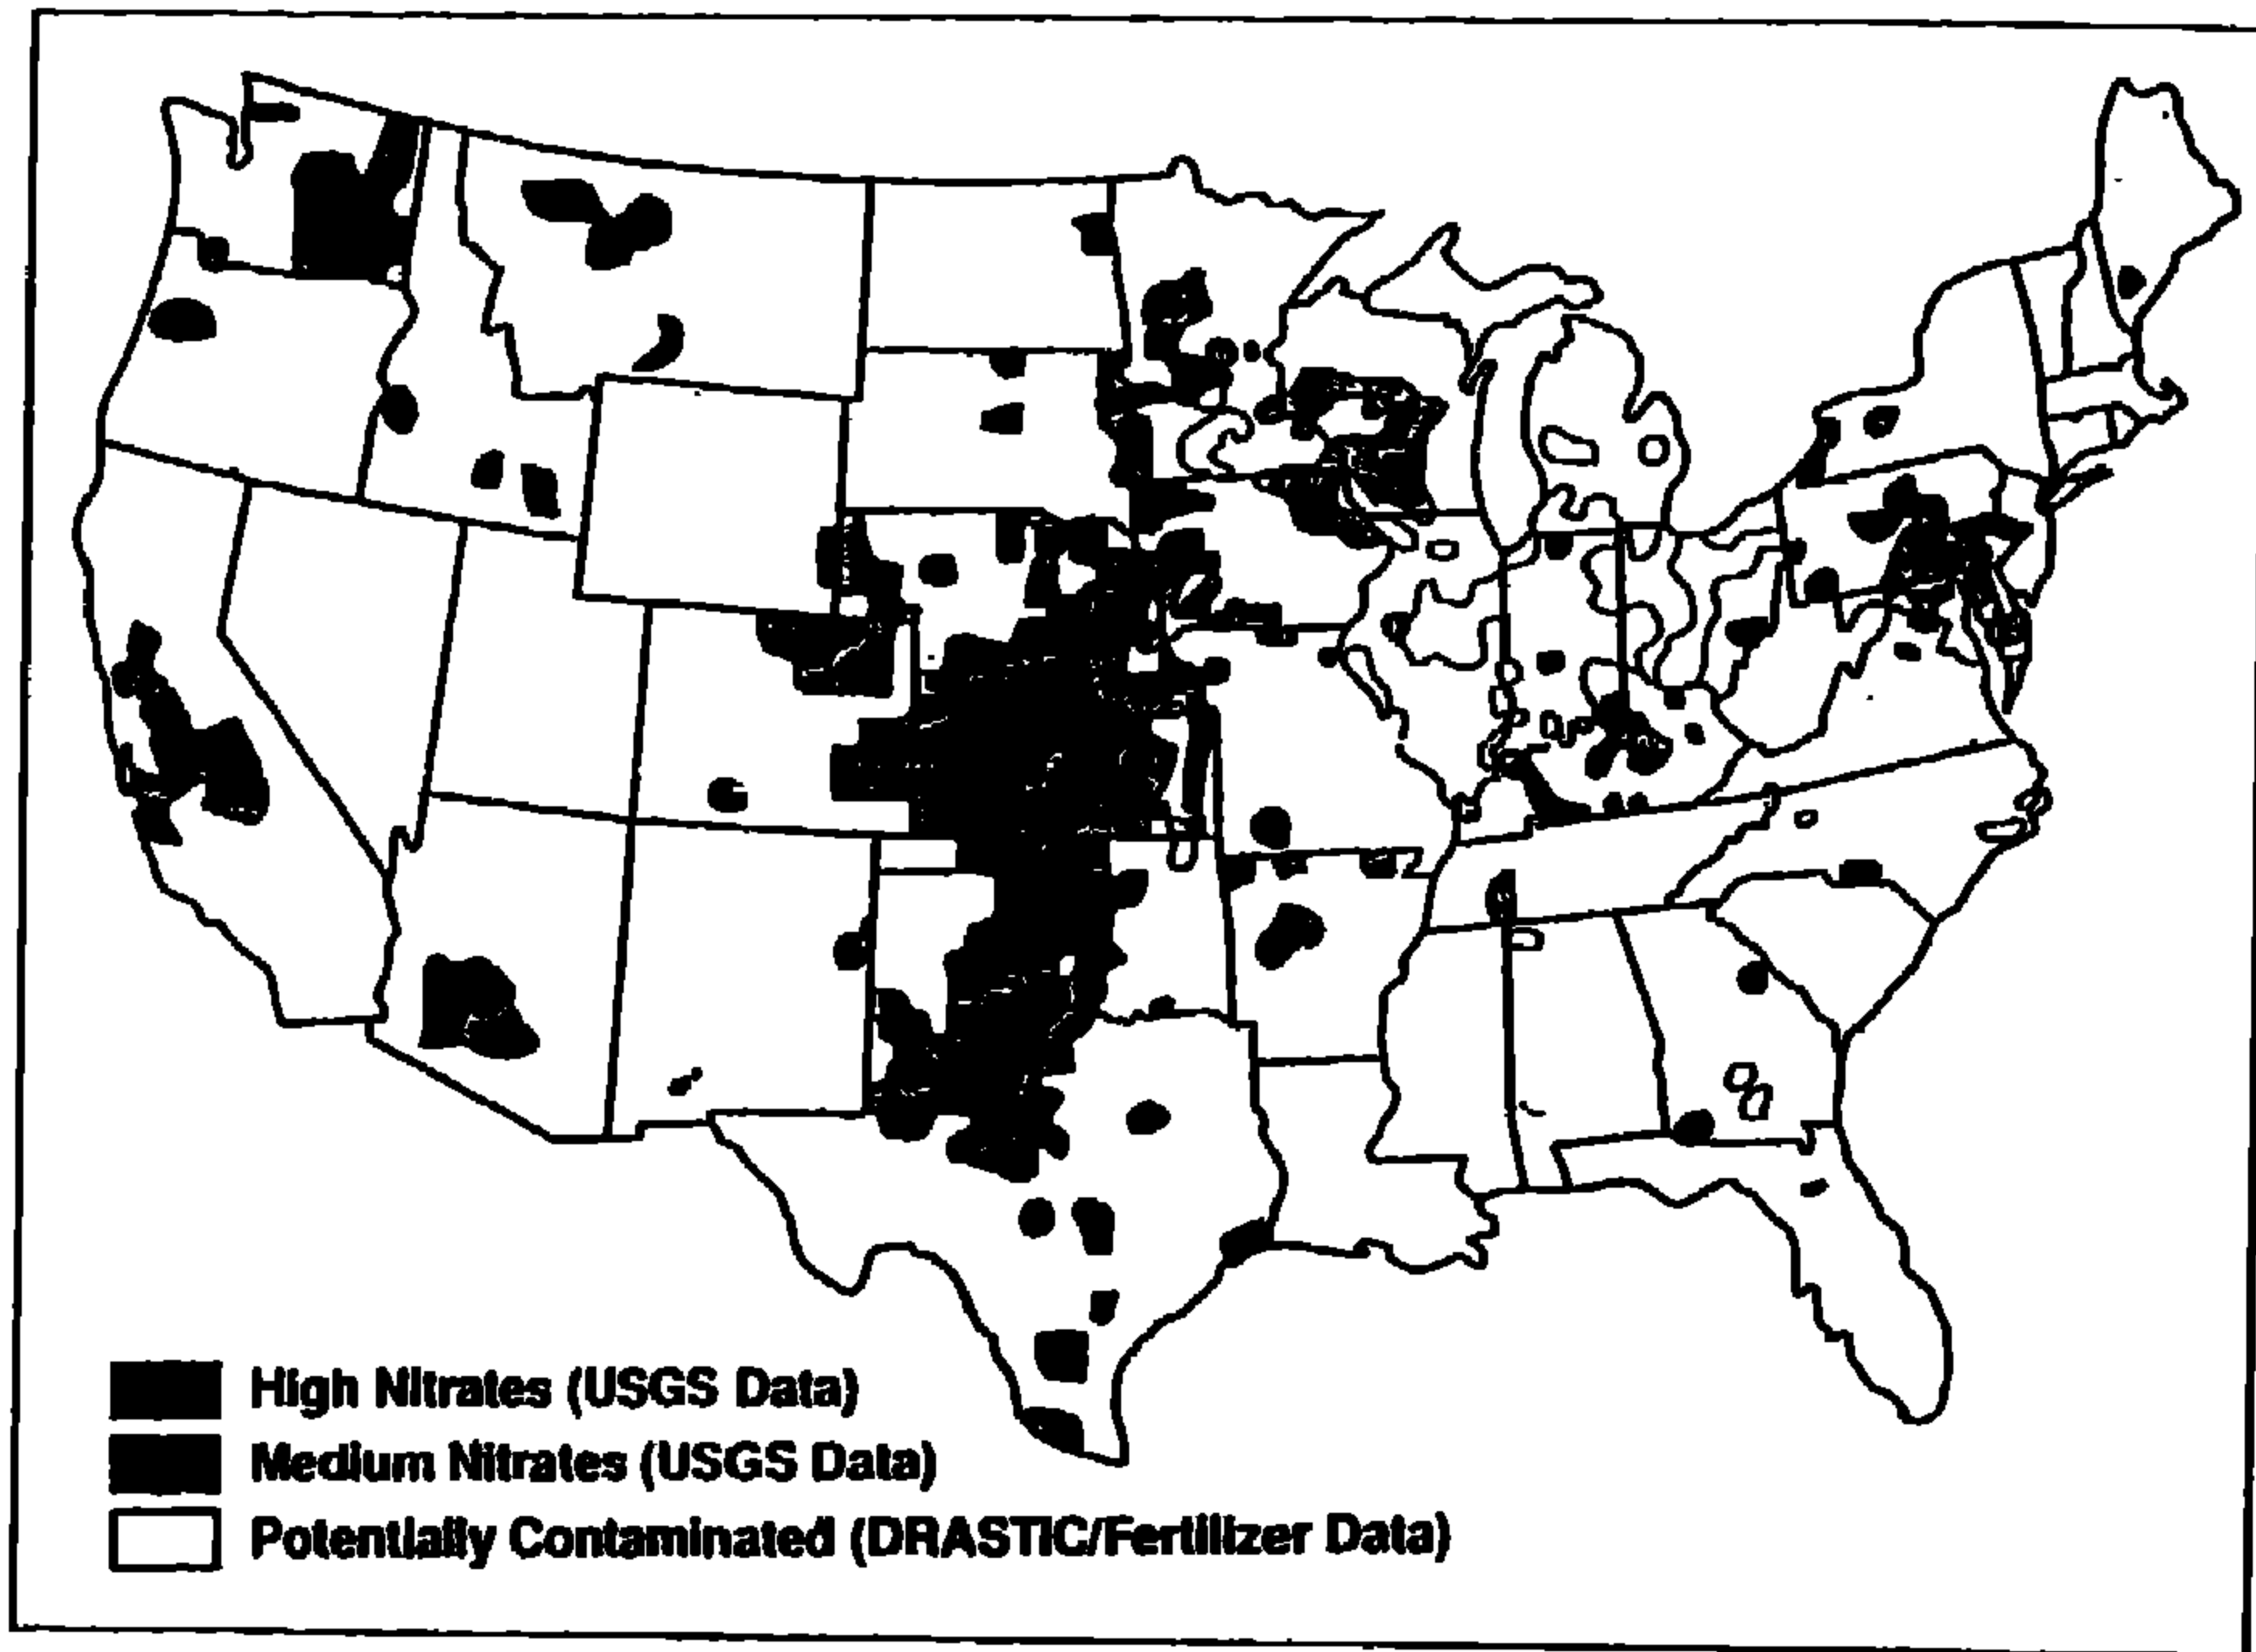 High Nitrates (USGS Data)
Medium Nitrates (USGS Data)
Potentially Contaminated (DRASTIC/Fertilizer Data)